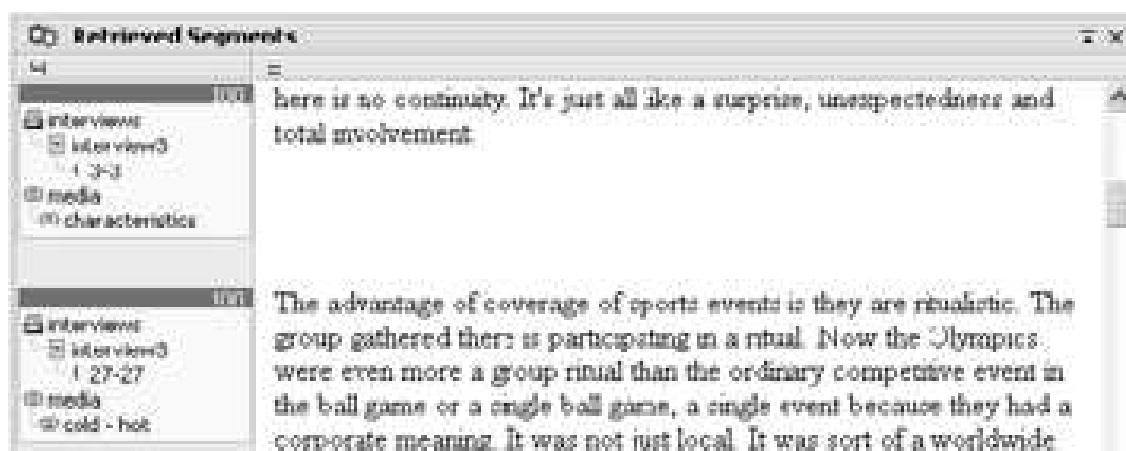 Retrieved Segments
interviews
interview3
3-3
media
characteristics
here is no continuity. It's just all like a surprise, unexpectedness and
total involvement
interviews
interview3
27-27
media
cold - hot
The advantage of coverage of sports events is they are ritualistic. The
group gathered there is participating in a ritual. Now the Olympics
were even more a group ritual than the ordinary competitive event in
the ball game or a single ball game, a single event because they had a
corporate meaning. It was not just local. It was sort of a worldwide